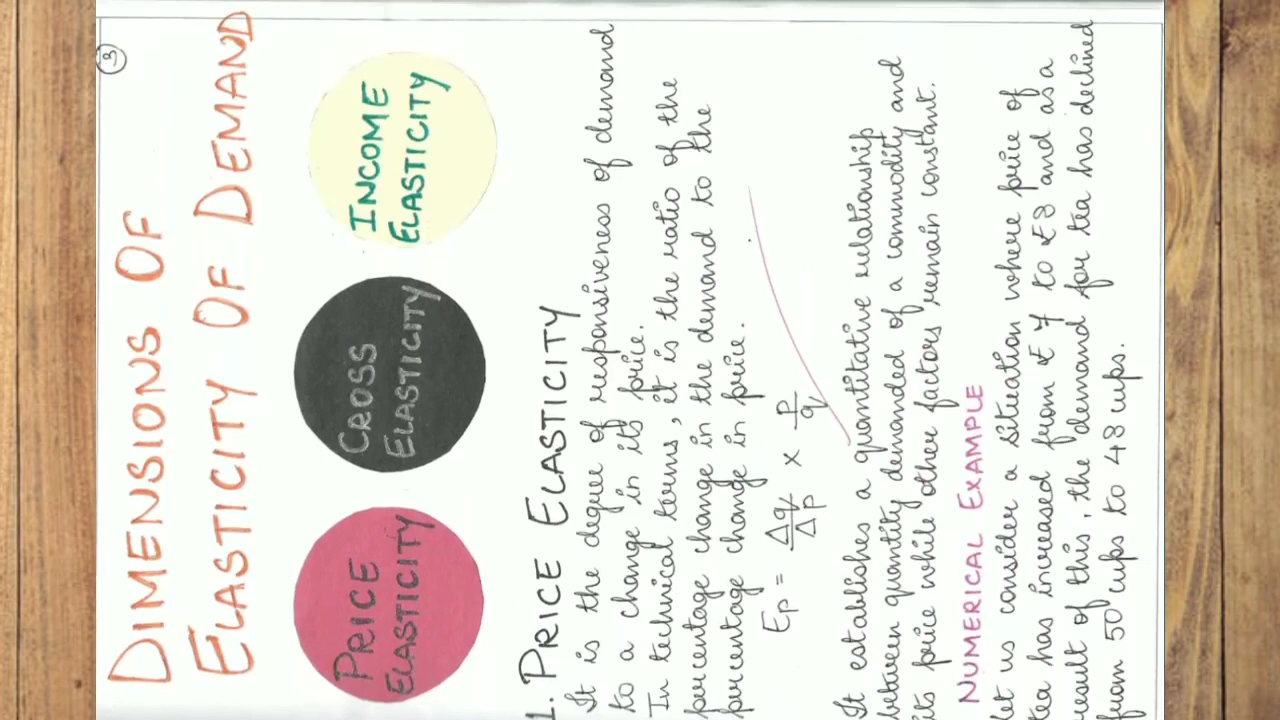 3
DIMENSIONS OF
ELASTICITY OF DEMAND
PRICE
ELASTICITY
CROSS
ELASTICITY
INCOME
ELASTICITY
1. PRICE ELASTICITY
It is the degree of responsiveness of demand
to a change in its price.
In technical terms, it is the ratio of the
percentage change in the demand to the
percentage change in price.
Ep = Δq/Δp × p/q
It establishes a quantitative relationship
between quantity demanded of a commodity and
its price while other factors remain constant.
NUMERICAL EXAMPLE
let us consider a situation where price of
tea has increased from ₹ 7 to ₹8 and as a
result of this, the demand for tea has declined
from 50 cups to 48 cups.